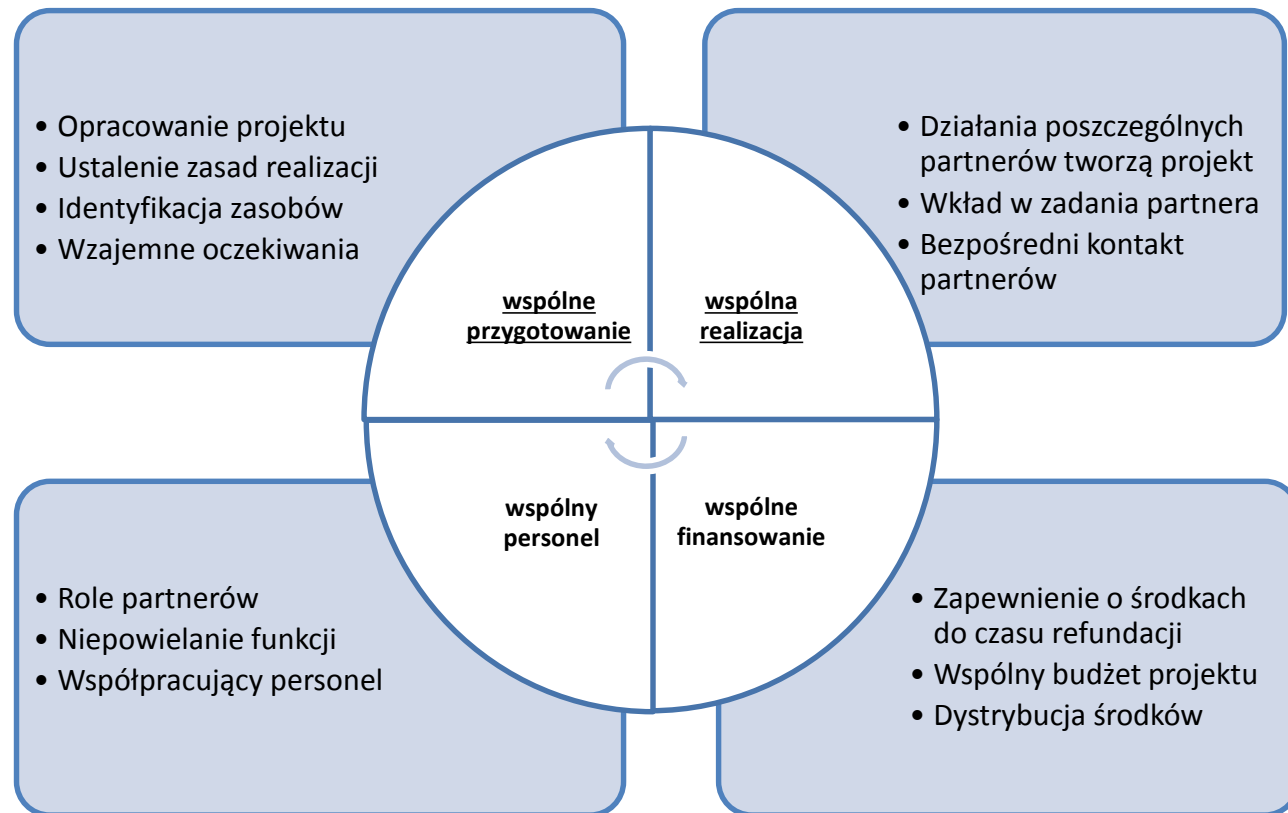 • Opracowanie projektu
• Ustalenie zasad realizacji
• Identyfikacja zasobów
• Wzajemne oczekiwania
• Działania poszczególnych
partnerów tworzą projekt
• Wkład w zadania partnera
• Bezpośredni kontakt
partnerów
wspólne
przygotowanie
wspólna
realizacja
wspólny
personel
wspólne
finansowanie
• Role partnerów
• Niepowielanie funkcji
• Współpracujący personel
• Zapewnienie o środkach
do czasu refundacji
• Wspólny budżet projektu
• Dystrybucja środków